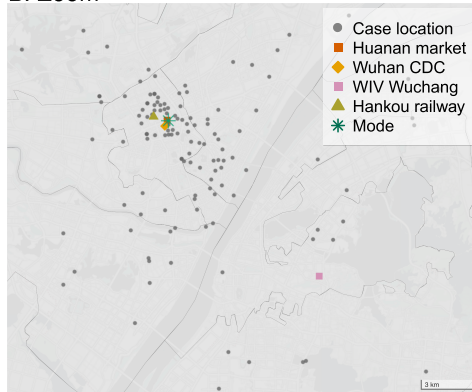 Case location
Huanan market
Wuhan CDC
WIV Wuchang
Hankou railway
Mode
3 km